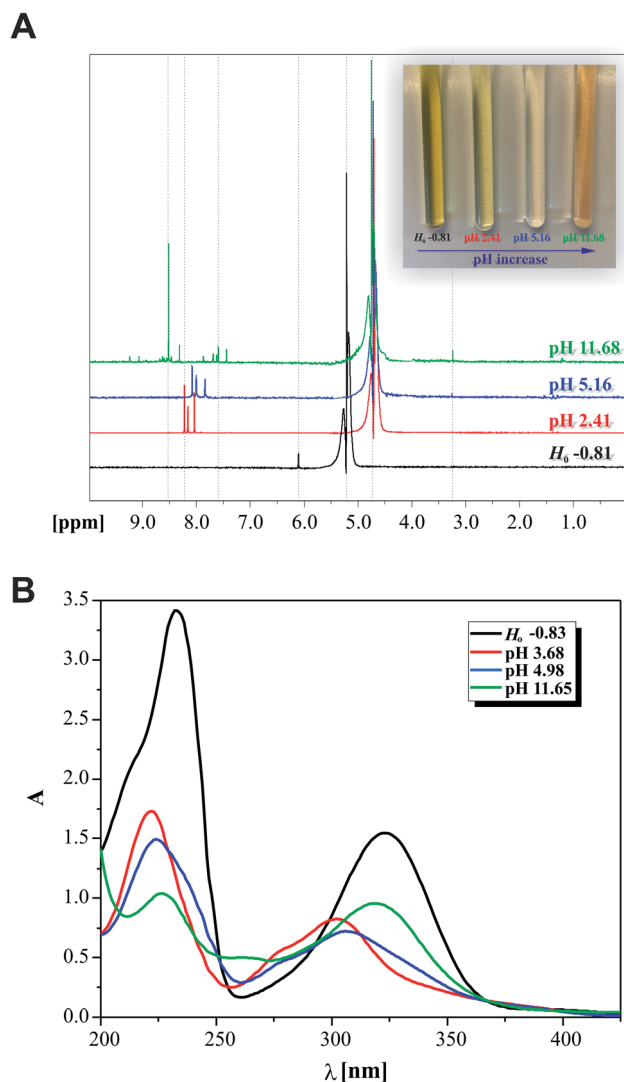 A
H₀ -0.81 pH 2.41 pH 5.16 pH 11.68
pH increase
pH 11.68
pH 5.16
pH 2.41
H₀ -0.81
[ppm] 9.0 8.0 7.0 6.0 5.0 4.0 3.0 2.0 1.0
B
3.5
3.0
2.5
2.0
1.5
1.0
0.5
0.0
A
H₀ -0.83
pH 3.68
pH 4.98
pH 11.65
200 250 300 350 400
λ [nm]